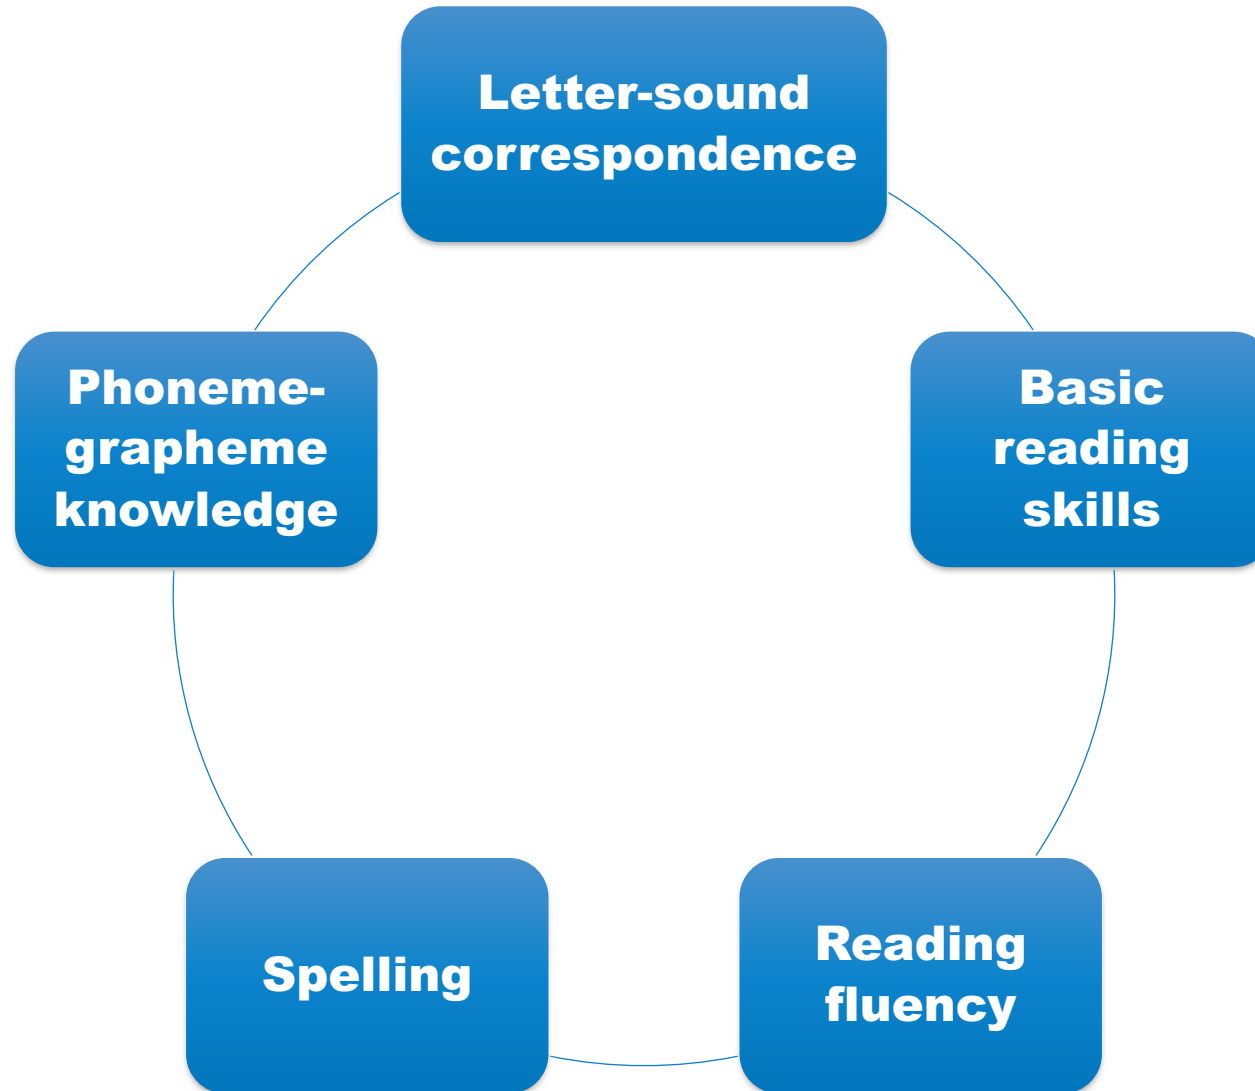 Letter-sound
correspondence
Phoneme-
grapheme
knowledge
Basic
reading
skills
Spelling
Reading
fluency